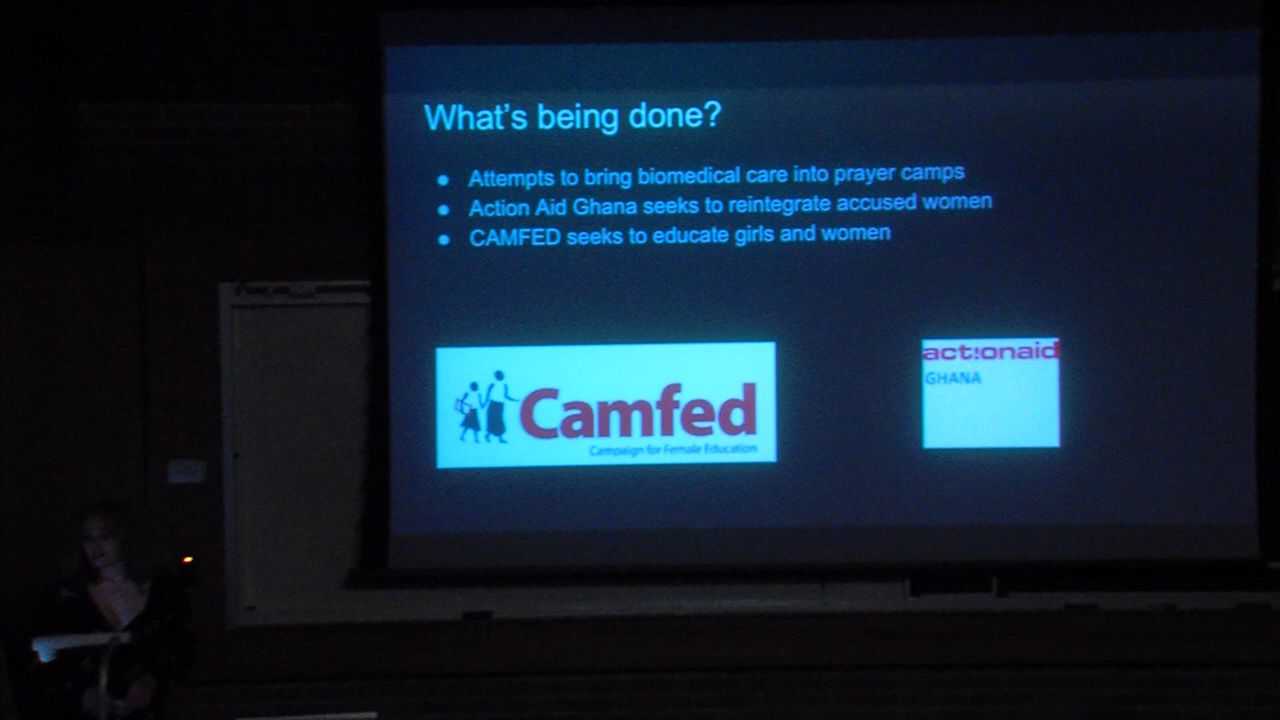 What's being done?
● Attempts to bring biomedical care into prayer camps
● Action Aid Ghana seeks to reintegrate accused women
● CAMFED seeks to educate girls and women
Camfed
Campaign for Female Education
act!onaid
GHANA